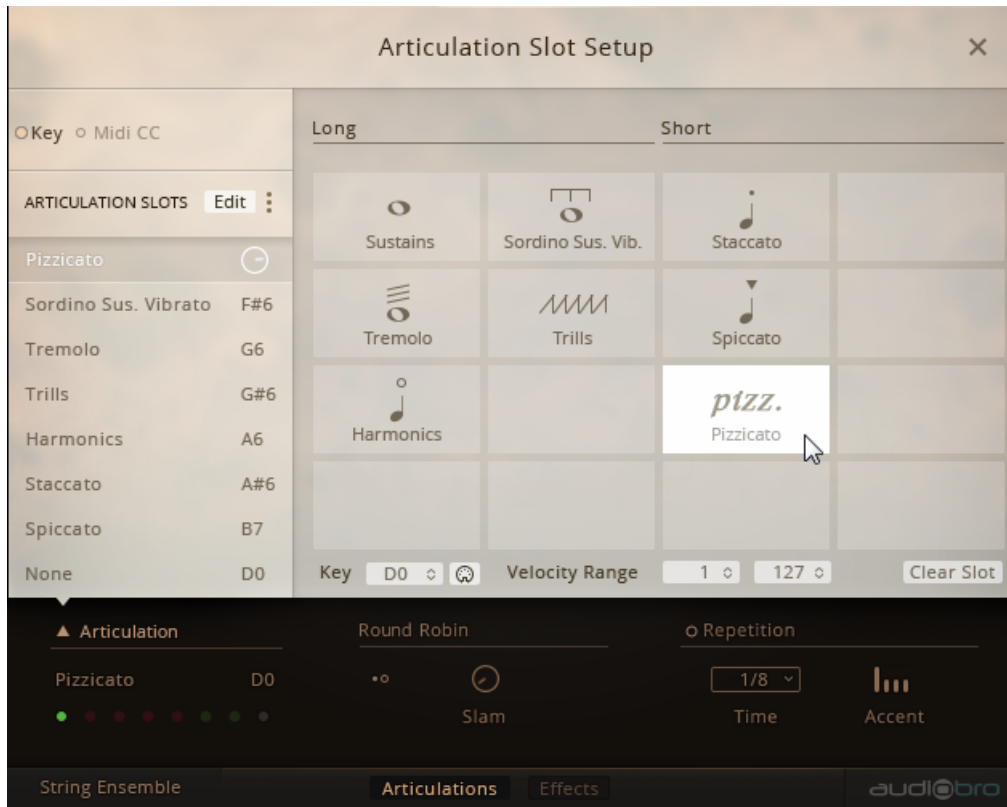 Articulation Slot Setup
Key Midi CC
ARTICULATION SLOTS Edit
Pizzicato
Sordino Sus. Vibrato F#6
Tremolo G6
Trills G#6
Harmonics A6
Staccato A#6
Spiccato B7
None D0
Long Short
Sustains Sordino Sus. Vib. Staccato
Tremolo Trills Spiccato
pizz.
Harmonics Pizzicato
Key D0 Velocity Range 1 127 Clear Slot
Articulation Round Robin Repetition
Pizzicato D0 1/8
Slam Time Accent
String Ensemble Articulations Effects audiobro